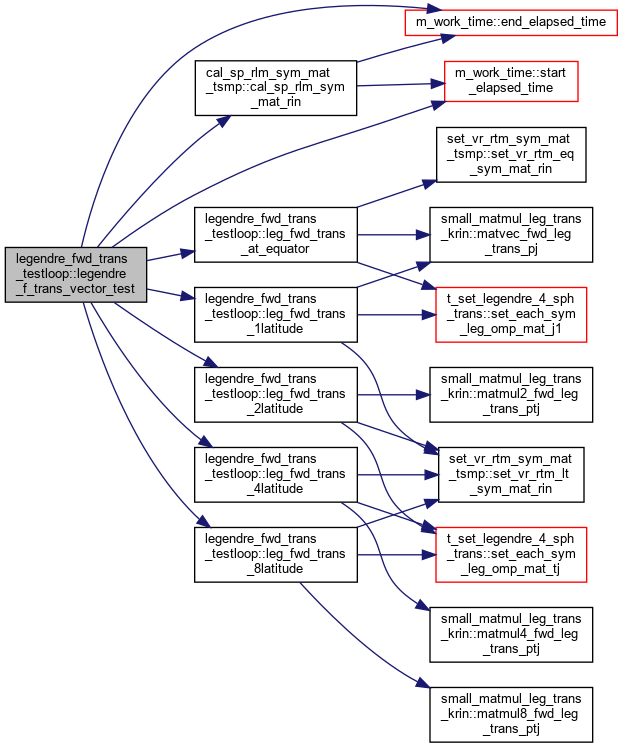 legendre_fwd_trans
_testloop::legendre
_f_trans_vector_test
cal_sp_rlm_sym_mat
_tsmp::cal_sp_rlm_sym
_mat_rin
legendre_fwd_trans
_testloop::leg_fwd_trans
_at_equator
legendre_fwd_trans
_testloop::leg_fwd_trans
_1latitude
legendre_fwd_trans
_testloop::leg_fwd_trans
_2latitude
legendre_fwd_trans
_testloop::leg_fwd_trans
_4latitude
legendre_fwd_trans
_testloop::leg_fwd_trans
_8latitude
m_work_time::end_elapsed_time
m_work_time::start
_elapsed_time
set_vr_rtm_sym_mat
_tsmp::set_vr_rtm_eq
_sym_mat_rin
small_matmul_leg_trans
_krin::matvec_fwd_leg
_trans_pj
t_set_legendre_4_sph
_trans::set_each_sym
_leg_omp_mat_j1
small_matmul_leg_trans
_krin::matmul2_fwd_leg
_trans_ptj
set_vr_rtm_sym_mat
_tsmp::set_vr_rtm_lt
_sym_mat_rin
t_set_legendre_4_sph
_trans::set_each_sym
_leg_omp_mat_tj
small_matmul_leg_trans
_krin::matmul4_fwd_leg
_trans_ptj
small_matmul_leg_trans
_krin::matmul8_fwd_leg
_trans_ptj